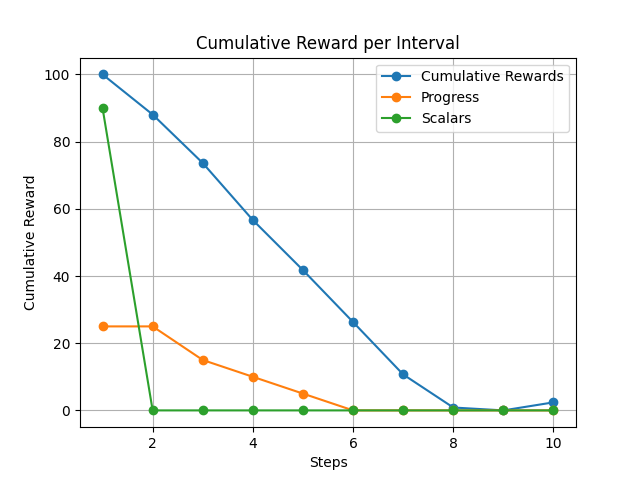 Cumulative Reward per Interval
Cumulative Rewards
Progress
Scalars
Cumulative Reward
100
80
60
40
20
0
2
4
6
8
10
Steps